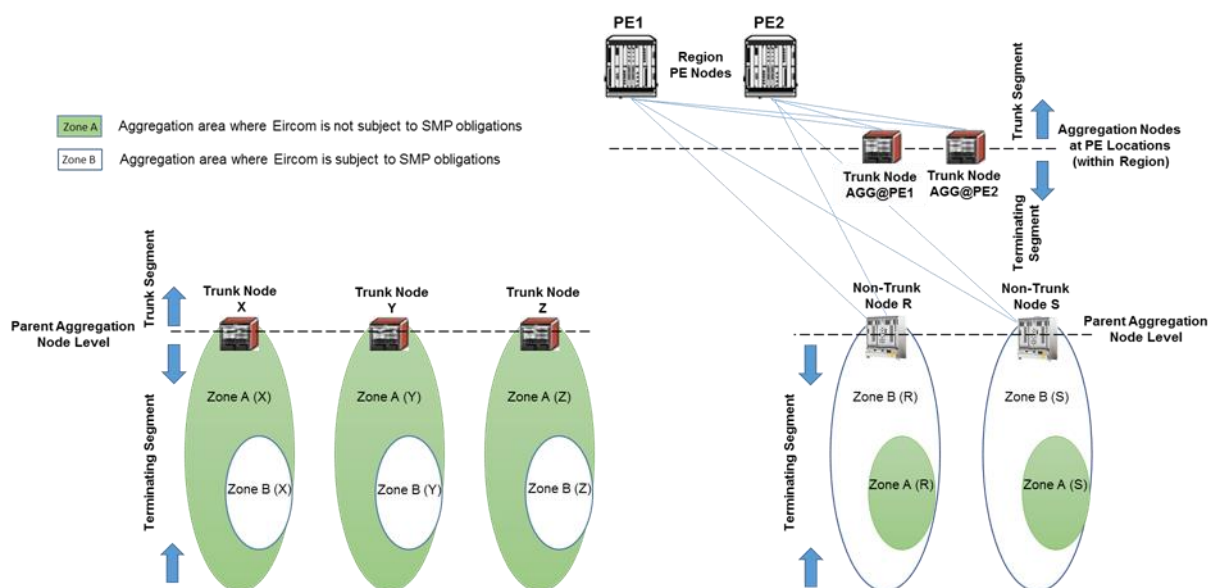 PE1
PE2
Region
PE Nodes
Trunk Segment
Aggregation Nodes
at PE Locations
(within Region)
Terminating
Segment
Trunk Node
AGG@PE1
Trunk Node
AGG@PE2
Zone A
Aggregation area where Eircom is not subject to SMP obligations
Zone B
Aggregation area where Eircom is subject to SMP obligations
Trunk Segment
Parent Aggregation
Node Level
Terminating Segment
Trunk Node
X
Trunk Node
Y
Trunk Node
Z
Zone A (X)
Zone A (Y)
Zone A (Z)
Zone B (X)
Zone B (Y)
Zone B (Z)
Non-Trunk
Node R
Non-Trunk
Node S
Parent Aggregation
Node Level
Terminating Segment
Zone B (R)
Zone B (S)
Zone A (R)
Zone A (S)